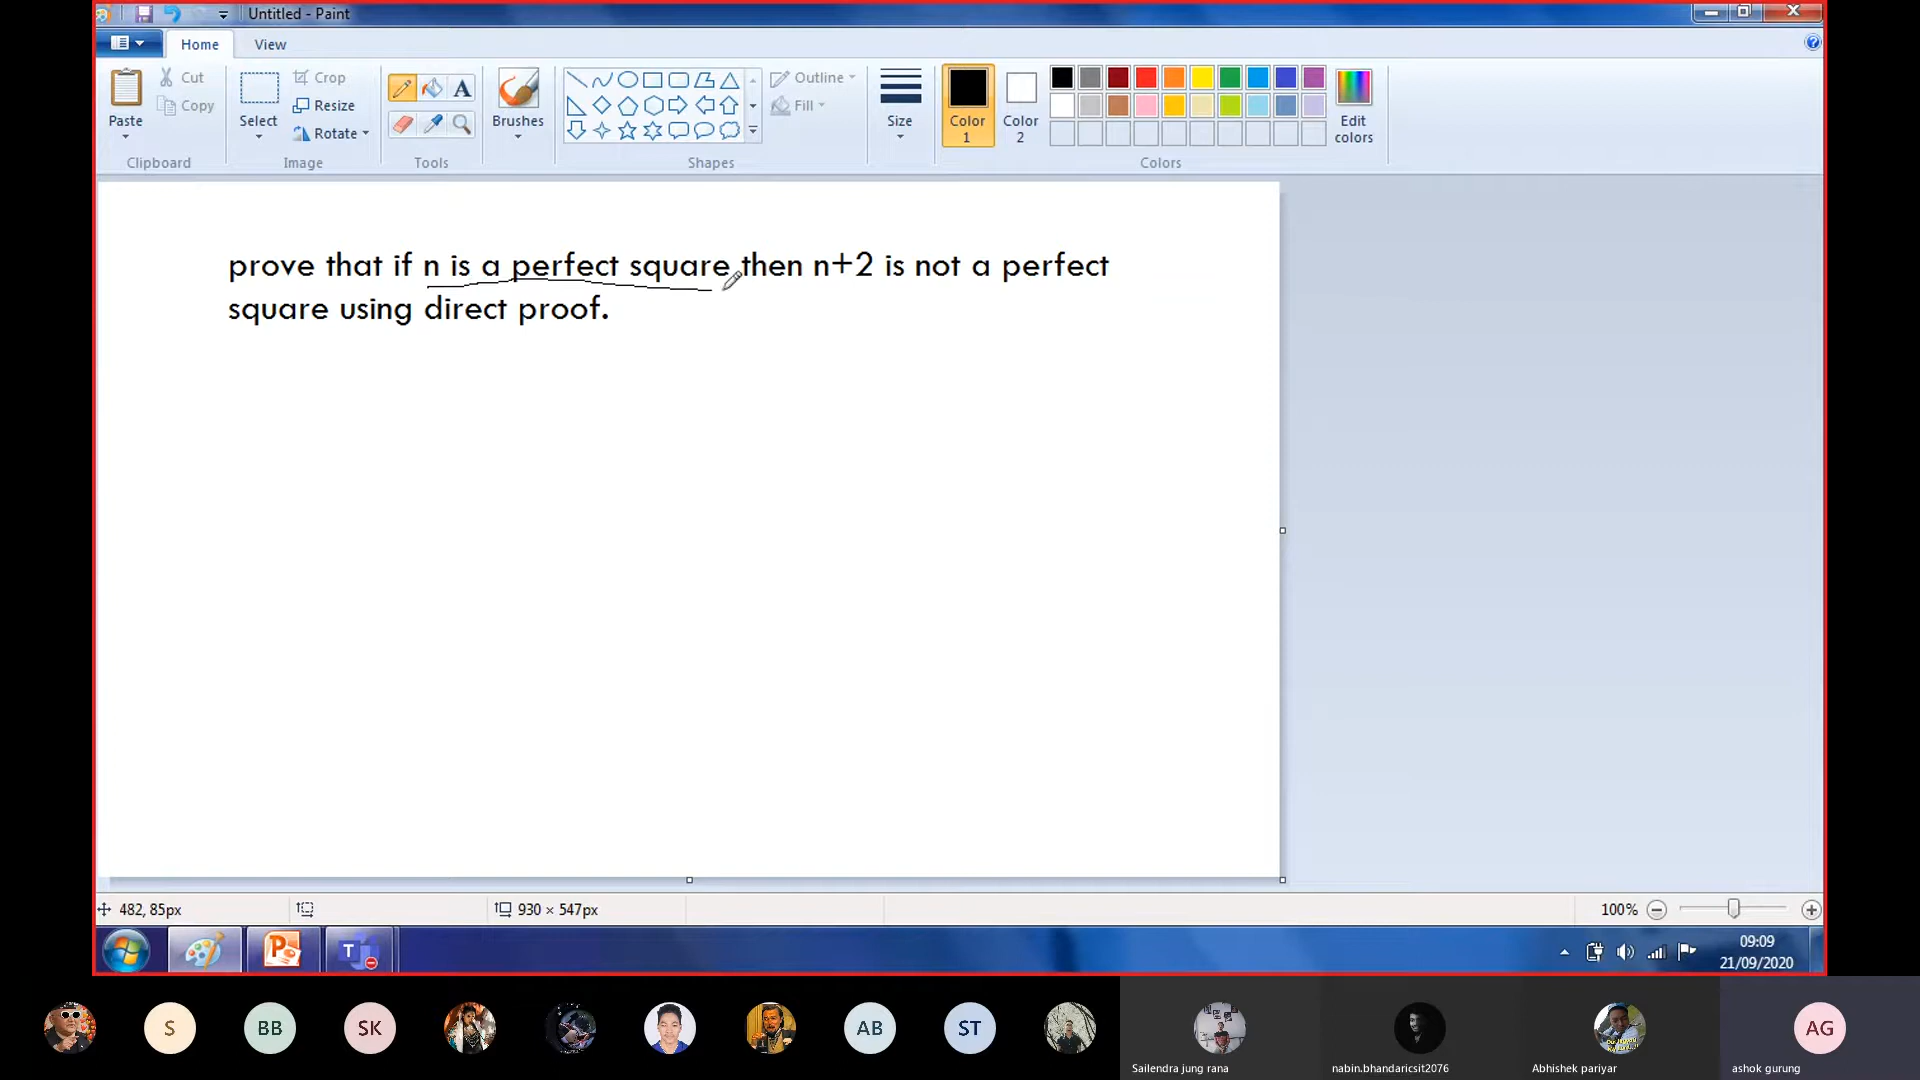 Untitled - Paint
Home
View
Paste
Cut
Copy
Clipboard
Select
Crop
Resize
Rotate
Image
A
Tools
Brushes
Outline
Fill
Shapes
Size
Color 1
Color 2
Edit colors
Colors
prove that if n is a perfect square then n+2 is not a perfect
square using direct proof.
482, 85px
930 × 547px
100%
P
T
09:09
21/09/2020
S
BB
SK
AB
ST
AG
Sailendra jung rana
nabin.bhandaricsit2076
Abhishek pariyar
ashok gurung